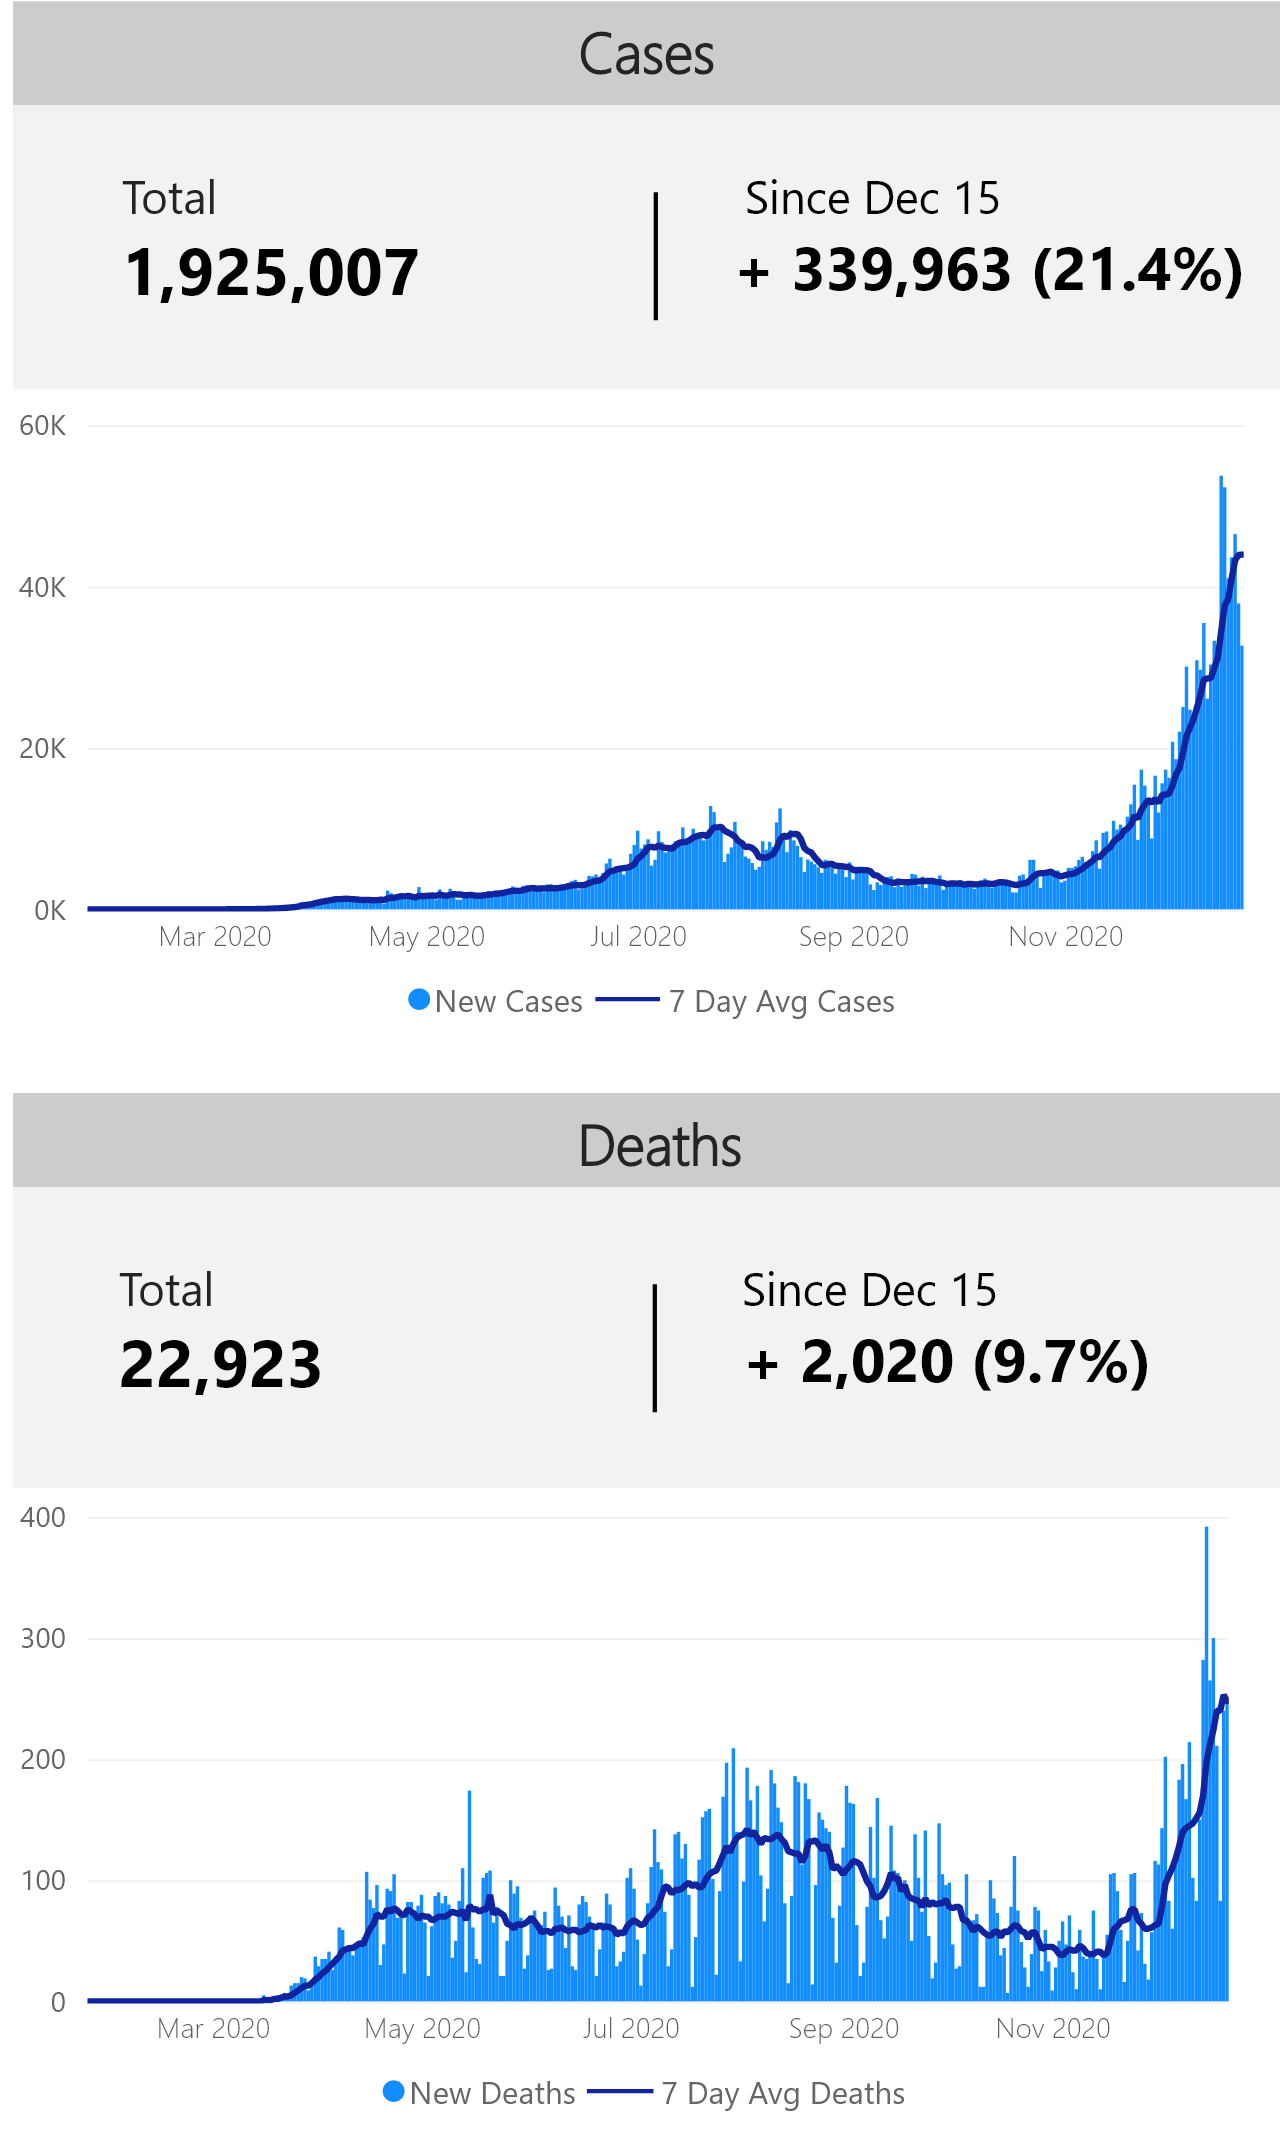 Cases
Total
Since Dec 15
1,925,007
+ 339,963 (21.4%)
60K
40K
20K
0K
Mar 2020
May 2020
Jul 2020
Sep 2020
Nov 2020
New Cases
7 Day Avg Cases
Deaths
Total
Since Dec 15
22,923
+ 2,020 (9.7%)
400
300
200
100
0
Mar 2020
May 2020
Jul 2020
Sep 2020
Nov 2020
New Deaths
7 Day Avg Deaths